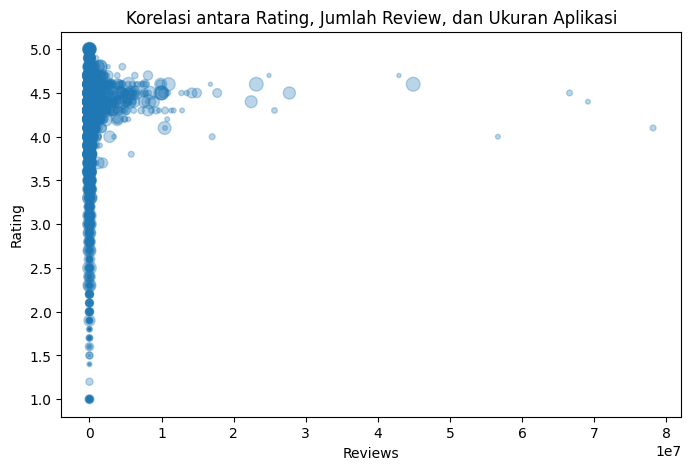 Korelasi antara Rating, Jumlah Review, dan Ukuran Aplikasi
5.0
4.5
4.0
3.5
3.0
2.5
2.0
1.5
1.0
Rating
0 1 2 3 4 5 6 7 8
1e7
Reviews